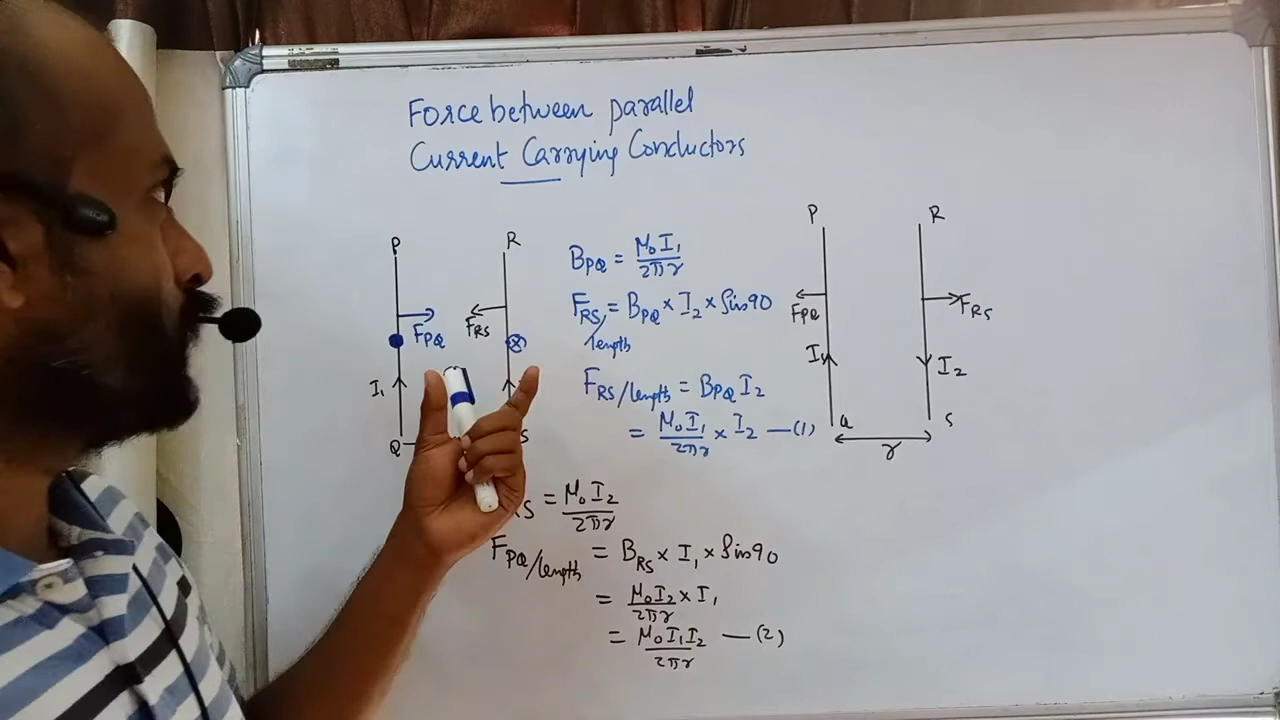 Force between parallel
Current Carrying Conductors
P
R
F_PQ
F_RS
I₁
Q
S
B_PQ = μ₀I₁/2πr
F_RS/length = B_PQ × I₂ × Sin90
F_RS/length = B_PQ I₂
= μ₀I₁/2πr × I₂ —(1)
RS = μ₀I₂/2πr
F_PQ/length = B_RS × I₁ × Sin90
= μ₀I₂/2πr × I₁
= μ₀I₁I₂/2πr —(2)
P
R
F_PQ
F_RS
I₁
I₂
Q
S
r